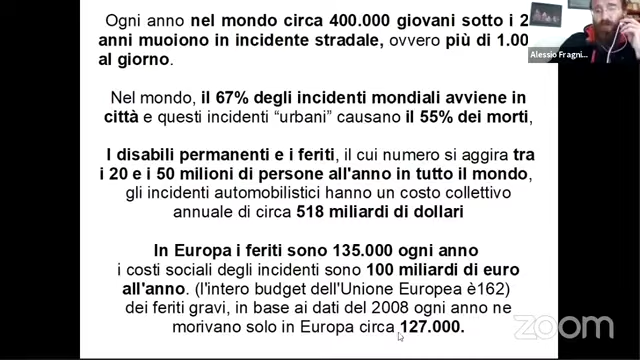 Ogni anno nel mondo circa 400.000 giovani sotto i 2
anni muoiono in incidente stradale, ovvero più di 1.00
al giorno.
Alessio Fragni...
Nel mondo, il 67% degli incidenti mondiali avviene in
città e questi incidenti “urbani” causano il 55% dei morti,
I disabili permanenti e i feriti, il cui numero si aggira tra
i 20 e i 50 milioni di persone all'anno in tutto il mondo,
gli incidenti automobilistici hanno un costo collettivo
annuale di circa 518 miliardi di dollari
In Europa i feriti sono 135.000 ogni anno
i costi sociali degli incidenti sono 100 miliardi di euro
all'anno. (l'intero budget dell'Unione Europea è162)
dei feriti gravi, in base ai dati del 2008 ogni anno ne
morivano solo in Europa circa 127.000.
zoom